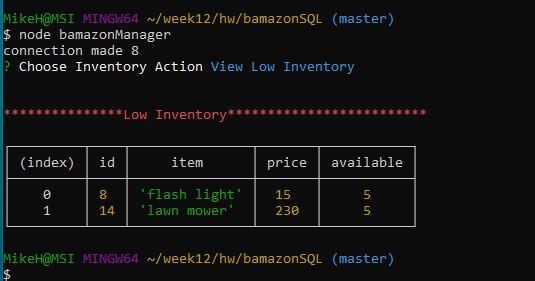 MikeH@MSI MINGW64 ~/week12/hw/bamazonSQL (master)
$ node bamazonManager
connection made 8
? Choose Inventory Action View Low Inventory
***************Low Inventory*************************
(index) id item price available
0 8 'flash light' 15 5
1 14 'lawn mower' 230 5
MikeH@MSI MINGW64 ~/week12/hw/bamazonSQL (master)
$